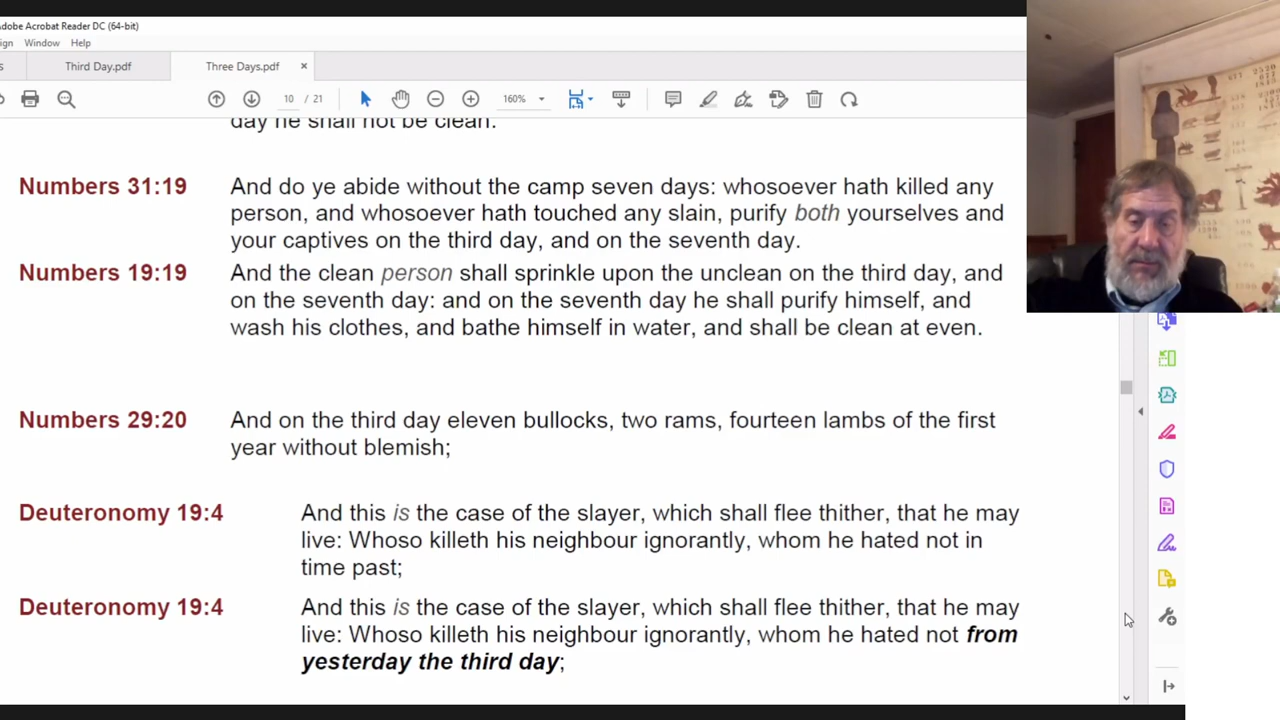 Adobe Acrobat Reader DC (64-bit)
ign Window Help
s Third Day.pdf Three Days.pdf ×
10 / 21 160%
day he shall not be clean.
Numbers 31:19 And do ye abide without the camp seven days: whosoever hath killed any
person, and whosoever hath touched any slain, purify both yourselves and
your captives on the third day, and on the seventh day.
Numbers 19:19 And the clean person shall sprinkle upon the unclean on the third day, and
on the seventh day: and on the seventh day he shall purify himself, and
wash his clothes, and bathe himself in water, and shall be clean at even.
Numbers 29:20 And on the third day eleven bullocks, two rams, fourteen lambs of the first
year without blemish;
Deuteronomy 19:4 And this is the case of the slayer, which shall flee thither, that he may
live: Whoso killeth his neighbour ignorantly, whom he hated not in
time past;
Deuteronomy 19:4 And this is the case of the slayer, which shall flee thither, that he may
live: Whoso killeth his neighbour ignorantly, whom he hated not from
yesterday the third day;
677 2520